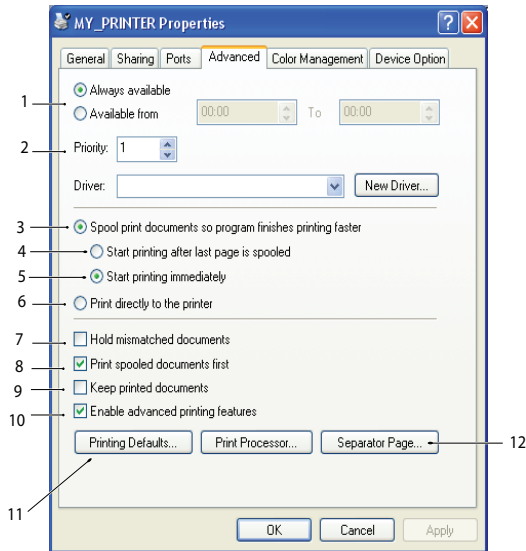 MY_PRINTER Properties
General Sharing Ports Advanced Color Management Device Option
1 Always available
Available from 00:00 To 00:00
2 Priority: 1
Driver: New Driver...
3 Spool print documents so program finishes printing faster
4 Start printing after last page is spooled
5 Start printing immediately
6 Print directly to the printer
7 Hold mismatched documents
8 Print spooled documents first
9 Keep printed documents
10 Enable advanced printing features
Printing Defaults... Print Processor... Separator Page... 12
11
OK Cancel Apply